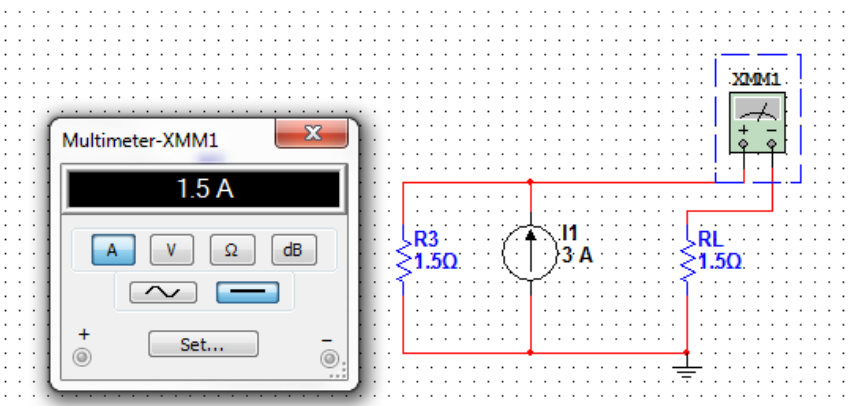 XMM1
Multimeter-XMM1
1.5 A
A V Ω dB
+ Set... −
+ −
R3
1.5Ω
I1
3 A
RL
1.5Ω